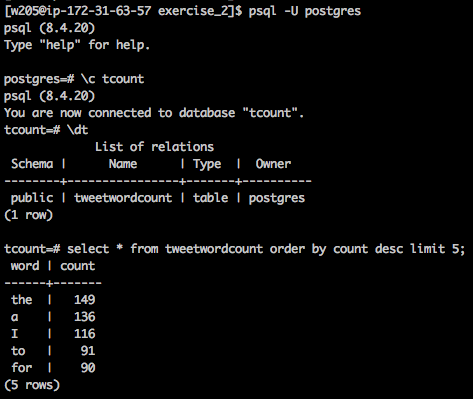 [w205@ip-172-31-63-57 exercise_2]$ psql -U postgres
psql (8.4.20)
Type "help" for help.
postgres=# \c tcount
psql (8.4.20)
You are now connected to database "tcount".
tcount=# \dt
List of relations
Schema | Name | Type | Owner
--------+----------------+-------+----------
public | tweetwordcount | table | postgres
(1 row)
tcount=# select * from tweetwordcount order by count desc limit 5;
word | count
------+-------
the | 149
a | 136
I | 116
to | 91
for | 90
(5 rows)